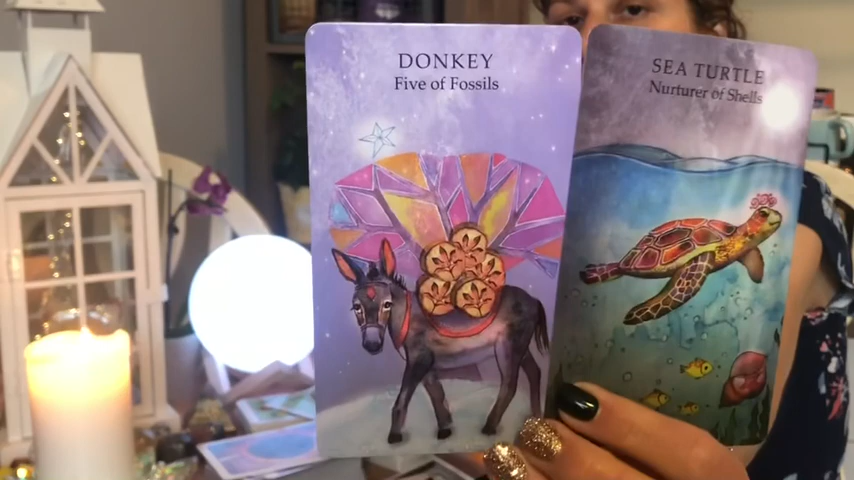 DONKEY
Five of Fossils
SEA TURTLE
Nurturer of Shells